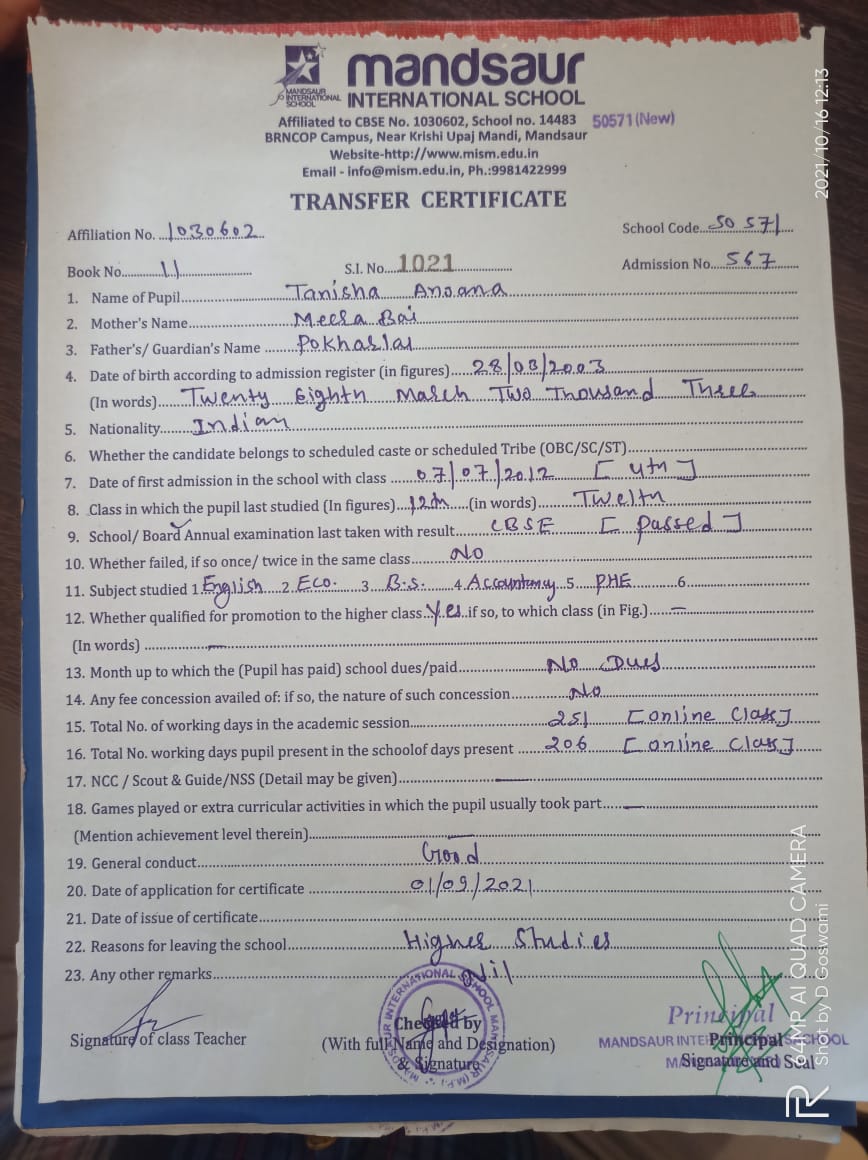 mandsaur
MANDSAUR INTERNATIONAL SCHOOL
INTERNATIONAL SCHOOL
Affiliated to CBSE No. 1030602, School no. 14483 50571 (New)
BRNCOP Campus, Near Krishi Upaj Mandi, Mandsaur
Website-http://www.mism.edu.in
Email - info@mism.edu.in, Ph.:9981422999
TRANSFER CERTIFICATE
Affiliation No. 1030602 School Code 50571
Book No. 11 S.I. No. 1021 Admission No. 567
1. Name of Pupil Tanisha Anoana
2. Mother's Name Meera Bai
3. Father's/ Guardian's Name Pokharlal
4. Date of birth according to admission register (in figures) 28/03/2003
(In words) Twenty Eighth March Two Thousand Three
5. Nationality Indian
6. Whether the candidate belongs to scheduled caste or scheduled Tribe (OBC/SC/ST)
7. Date of first admission in the school with class 07/07/2012 [4th]
8. Class in which the pupil last studied (In figures) 12th (in words) Twelth
9. School/ Board Annual examination last taken with result CBSE [Passed]
10. Whether failed, if so once/ twice in the same class No
11. Subject studied 1 English 2 Eco. 3 B.s. 4 Accountancy 5 PHE 6
12. Whether qualified for promotion to the higher class Yes if so, to which class (in Fig.) —
(In words) —
13. Month up to which the (Pupil has paid) school dues/paid No Dues
14. Any fee concession availed of: if so, the nature of such concession No
15. Total No. of working days in the academic session 251 [online Class]
16. Total No. working days pupil present in the schoolof days present 206 [online Class]
17. NCC / Scout & Guide/NSS (Detail may be given) —
18. Games played or extra curricular activities in which the pupil usually took part —
(Mention achievement level therein) —
19. General conduct Good
20. Date of application for certificate 01/09/2021
21. Date of issue of certificate
22. Reasons for leaving the school Higher Studies
23. Any other remarks Nil
Signature of class Teacher
Checked by
(With full Name and Designation)
& Signature
Principal
MANDSAUR INTERNATIONAL SCHOOL
Principal
Signature and Seal
2021/10/16 12:13
64MP AI QUAD CAMERA
Shot by D Goswami